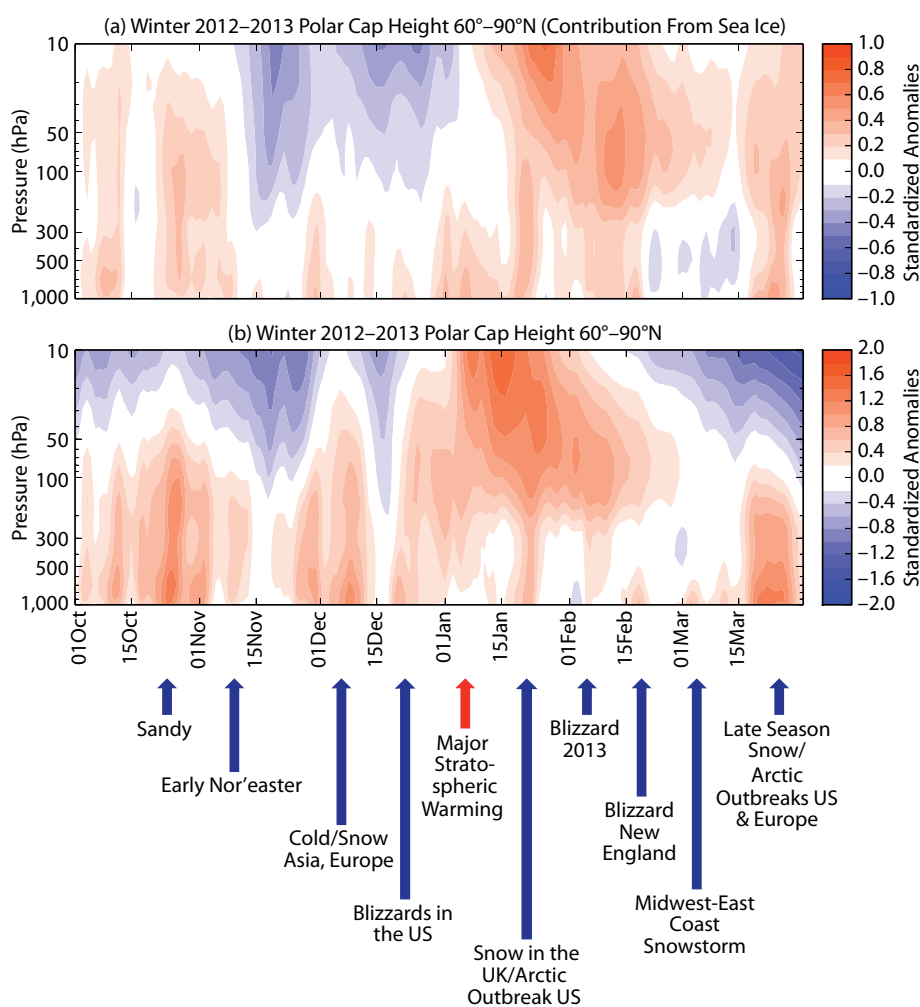 (a) Winter 2012–2013 Polar Cap Height 60°–90°N (Contribution From Sea Ice)
10
50
100
300
500
1,000
Pressure (hPa)
1.0
0.8
0.6
0.4
0.2
0.0
−0.2
−0.4
−0.6
−0.8
−1.0
Standardized Anomalies
(b) Winter 2012–2013 Polar Cap Height 60°–90°N
10
50
100
300
500
1,000
Pressure (hPa)
2.0
1.6
1.2
0.8
0.4
0.0
−0.4
−0.8
−1.2
−1.6
−2.0
Standardized Anomalies
01Oct
15Oct
01Nov
15Nov
01Dec
15Dec
01Jan
15Jan
01Feb
15Feb
01Mar
15Mar
Sandy
Early Nor’easter
Cold/Snow
Asia, Europe
Blizzards in
the US
Major
Strato-
spheric
Warming
Snow in the
UK/Arctic
Outbreak US
Blizzard
2013
Blizzard
New
England
Midwest-East
Coast
Snowstorm
Late Season
Snow/
Arctic
Outbreaks US
& Europe